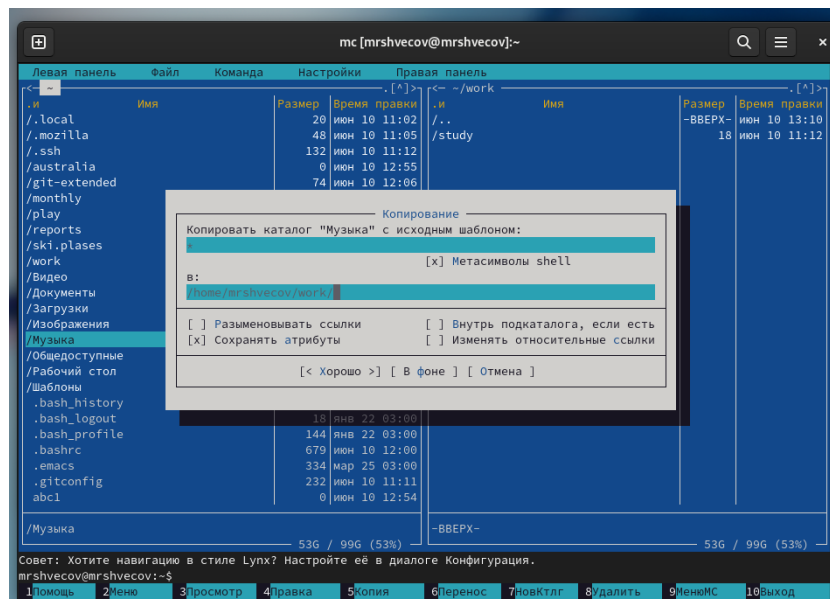 mc [mrshvecov@mrshvecov]:~
Левая панель Файл Команда Настройки Правая панель
<- ~ .[^]> <- ~/work .[^]>
.и Имя Размер Время правки .и Имя Размер Время правки
/.local 20 июн 10 11:02 /.. -ВВЕРХ- июн 10 13:10
/.mozilla 48 июн 10 11:05 /study 18 июн 10 11:12
/.ssh 132 июн 10 11:12
/australia 0 июн 10 12:55
/git-extended 74 июн 10 12:06
/monthly
/play
/reports
/ski.plases
/work
/Видео
/Документы
/Загрузки
/Изображения
/Музыка
/Общедоступные
/Рабочий стол
/Шаблоны
.bash_history
.bash_logout 18 янв 22 03:00
.bash_profile 144 янв 22 03:00
.bashrc 679 июн 10 12:00
.emacs 334 мар 25 03:00
.gitconfig 232 июн 10 11:11
abc1 0 июн 10 12:54
Копирование
Копировать каталог "Музыка" с исходным шаблоном:
*
[x] Метасимволы shell
в:
/home/mrshvecov/work/
[ ] Разыменовывать ссылки [ ] Внутрь подкаталога, если есть
[x] Сохранять атрибуты [ ] Изменять относительные ссылки
[< Хорошо >] [ В фоне ] [ Отмена ]
/Музыка -ВВЕРХ-
53G / 99G (53%) 53G / 99G (53%)
Совет: Хотите навигацию в стиле Lynx? Настройте её в диалоге Конфигурация.
mrshvecov@mrshvecov:~$
1Помощь 2Меню 3Просмотр 4Правка 5Копия 6Перенос 7НовКтлг 8Удалить 9МенюMC 10Выход